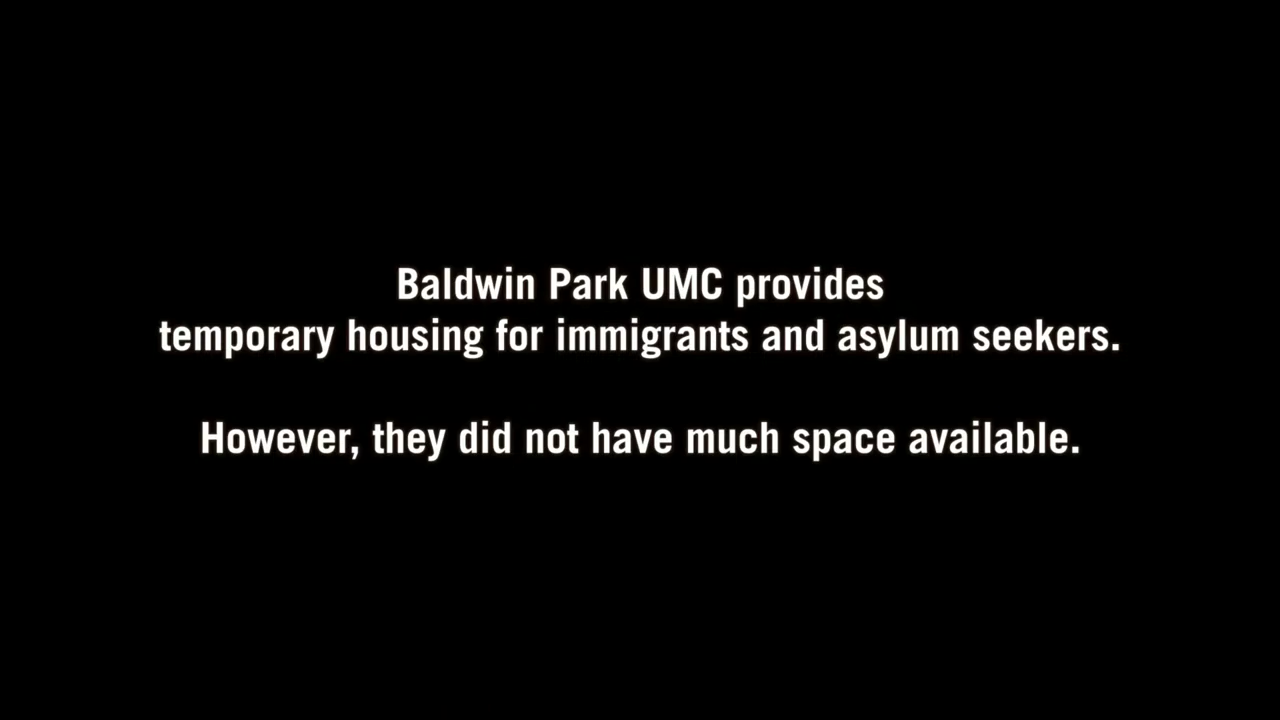 Baldwin Park UMC provides
temporary housing for immigrants and asylum seekers.
However, they did not have much space available.